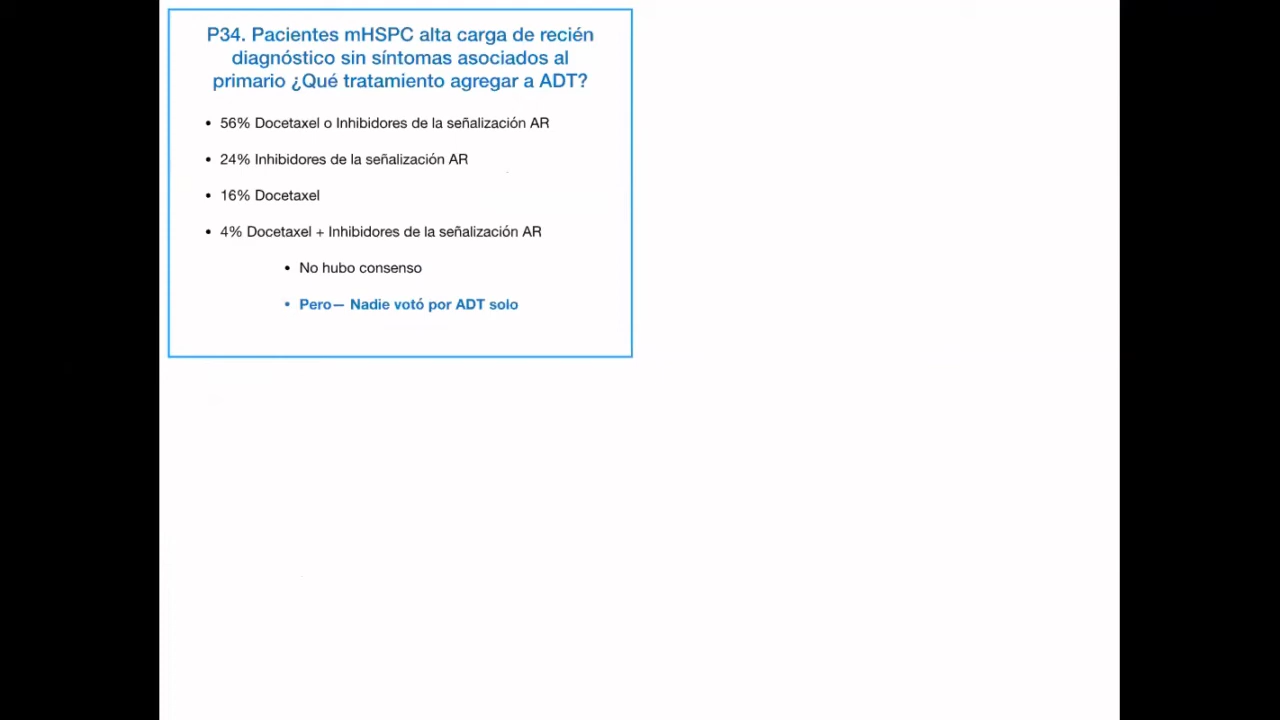 P34. Pacientes mHSPC alta carga de recién
diagnóstico sin síntomas asociados al
primario ¿Qué tratamiento agregar a ADT?
• 56% Docetaxel o Inhibidores de la señalización AR
• 24% Inhibidores de la señalización AR
• 16% Docetaxel
• 4% Docetaxel + Inhibidores de la señalización AR
• No hubo consenso
• Pero— Nadie votó por ADT solo